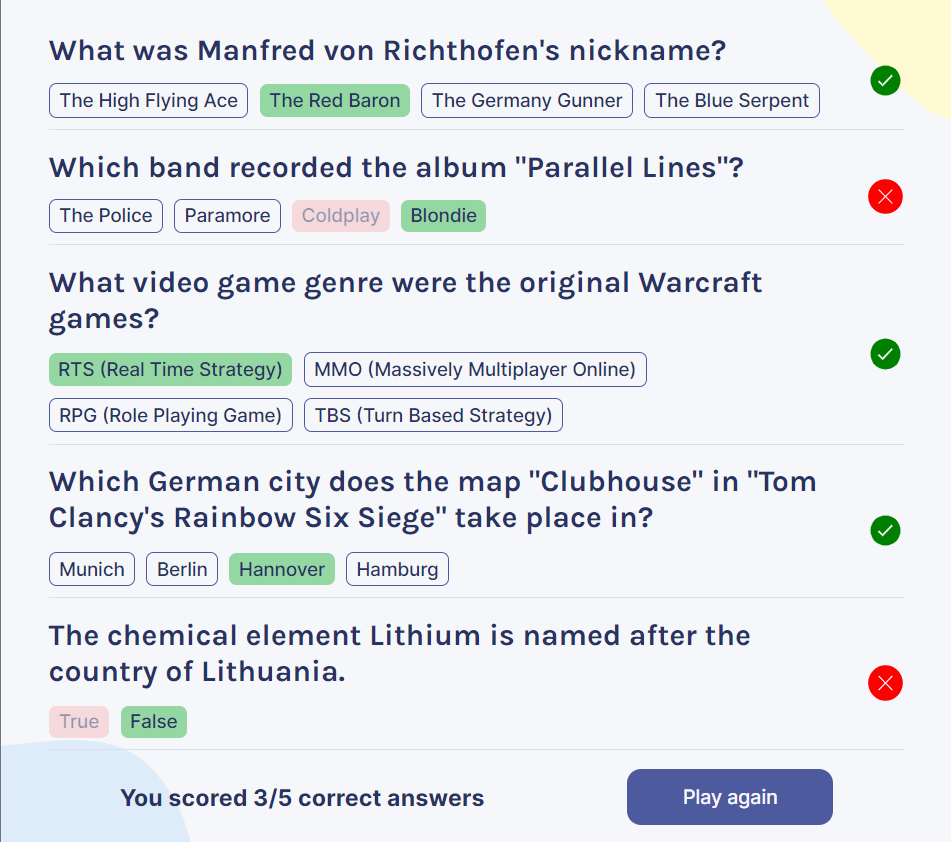 What was Manfred von Richthofen's nickname?
The High Flying Ace The Red Baron The Germany Gunner The Blue Serpent
Which band recorded the album "Parallel Lines"?
The Police Paramore Coldplay Blondie
What video game genre were the original Warcraft
games?
RTS (Real Time Strategy) MMO (Massively Multiplayer Online)
RPG (Role Playing Game) TBS (Turn Based Strategy)
Which German city does the map "Clubhouse" in "Tom
Clancy's Rainbow Six Siege" take place in?
Munich Berlin Hannover Hamburg
The chemical element Lithium is named after the
country of Lithuania.
True False
You scored 3/5 correct answers Play again